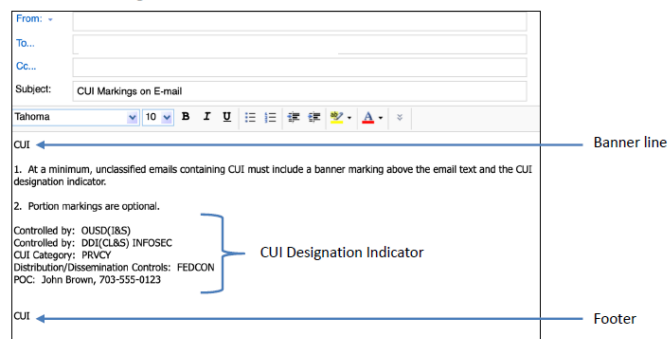 From:
To...
Cc...
Subject: CUI Markings on E-mail
Tahoma 10 B I U A
CUI Banner line
1. At a minimum, unclassified emails containing CUI must include a banner marking above the email text and the CUI
designation indicator.
2. Portion markings are optional.
Controlled by: OUSD(I&S)
Controlled by: DDI(CL&S) INFOSEC
CUI Category: PRVCY
Distribution/Dissemination Controls: FEDCON
POC: John Brown, 703-555-0123
CUI Designation Indicator
CUI Footer